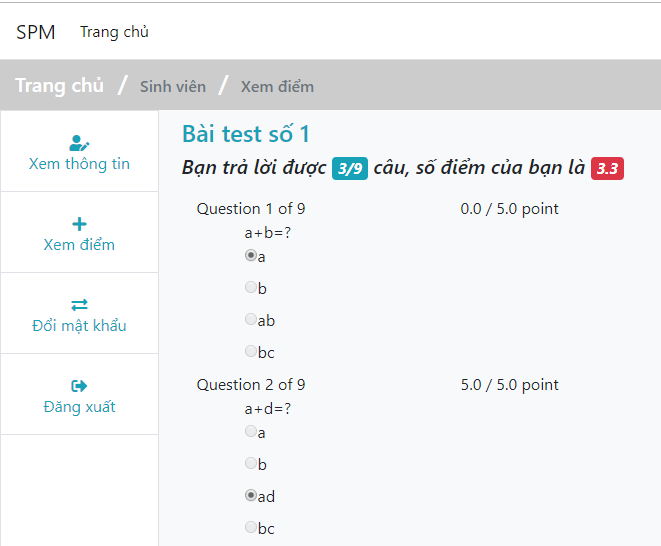 SPM Trang chủ
Trang chủ / Sinh viên / Xem điểm
Xem thông tin
Xem điểm
Đổi mật khẩu
Đăng xuất
Bài test số 1
Bạn trả lời được 3/9 câu, số điểm của bạn là 3.3
Question 1 of 9 0.0 / 5.0 point
a+b=?
a
b
ab
bc
Question 2 of 9 5.0 / 5.0 point
a+d=?
a
b
ad
bc